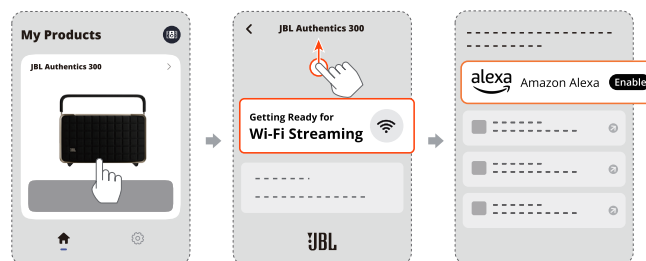 My Products
JBL Authentics 300
JBL
JBL Authentics 300
Getting Ready for
Wi-Fi Streaming
JBL
alexa
Amazon Alexa
Enable